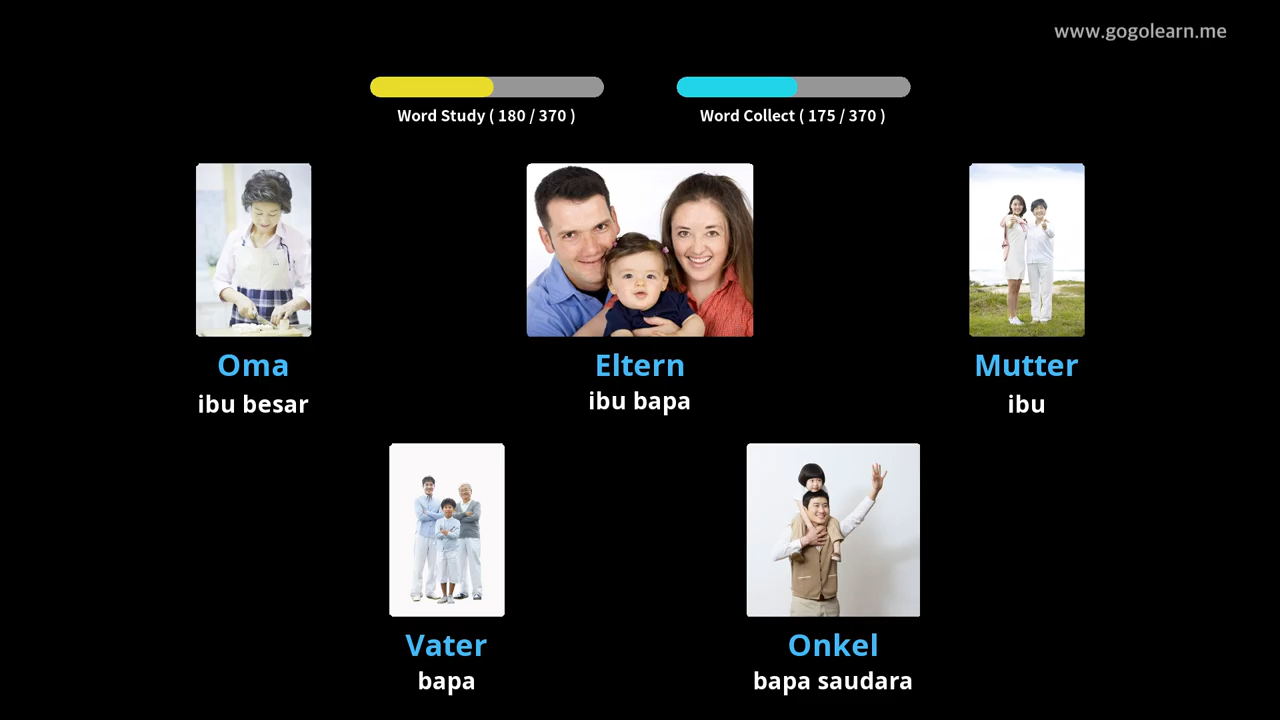 www.gogolearn.me
Word Study ( 180 / 370 )
Word Collect ( 175 / 370 )
Oma
ibu besar
Eltern
ibu bapa
Mutter
ibu
Vater
bapa
Onkel
bapa saudara